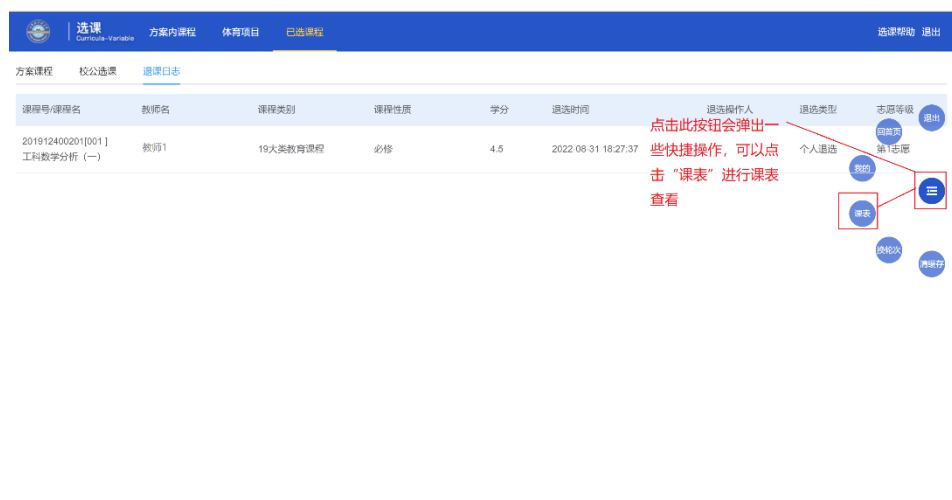 选课 方案内课程 体育项目 已选课程 选课帮助 退出
Curricula-Variable
方案课程 校公选课 退课日志
课程号/课程名 教师名 课程类别 课程性质 学分 退选时间 退选操作人 退选类型 志愿等级
退出
回首页
点击此按钮会弹出一
201912400201[001 ]
工科数学分析（一） 教师1 19大类教育课程 必修 4.5 2022-08-31 18:27:37 个人退选 第1志愿
些快捷操作，可以点
击“课表”进行课表
查看
我的
课表
换轮次
清缓存